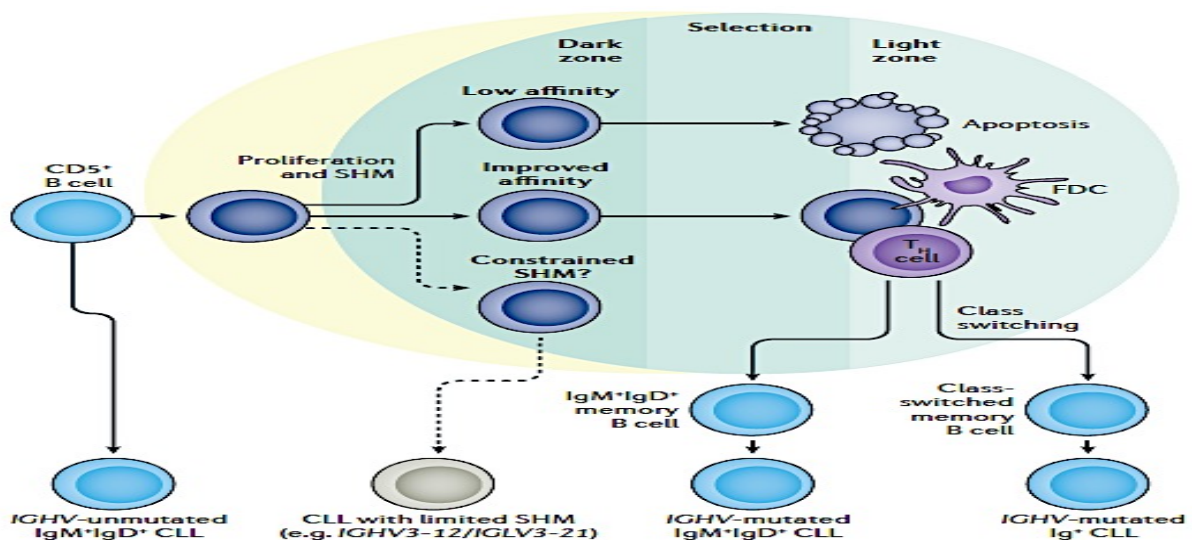 Selection
Dark
zone
Light
zone
Low affinity
Apoptosis
Proliferation
and SHM
CD5⁺
B cell
Improved
affinity
FDC
T_H
cell
Constrained
SHM?
Class
switching
IgM⁺IgD⁺
memory
B cell
Class-
switched
memory
B cell
IGHV-unmutated
IgM⁺IgD⁺ CLL
CLL with limited SHM
(e.g. IGHV3-12/IGLV3-21)
IGHV-mutated
IgM⁺IgD⁺ CLL
IGHV-mutated
Ig⁺ CLL